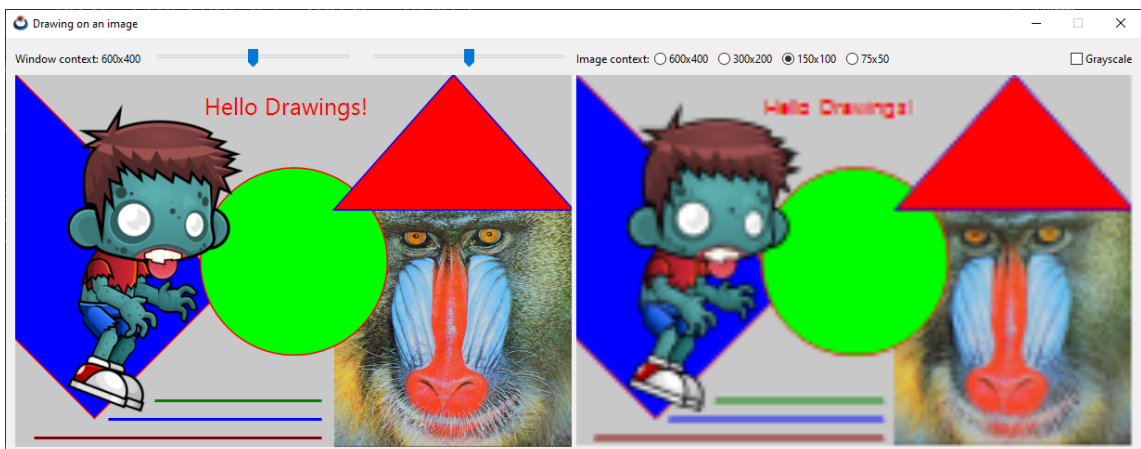 Drawing on an image
Window context: 600x400
Image context: 600x400 300x200 150x100 75x50 Grayscale
Hello Drawings!
Hello Drawings!